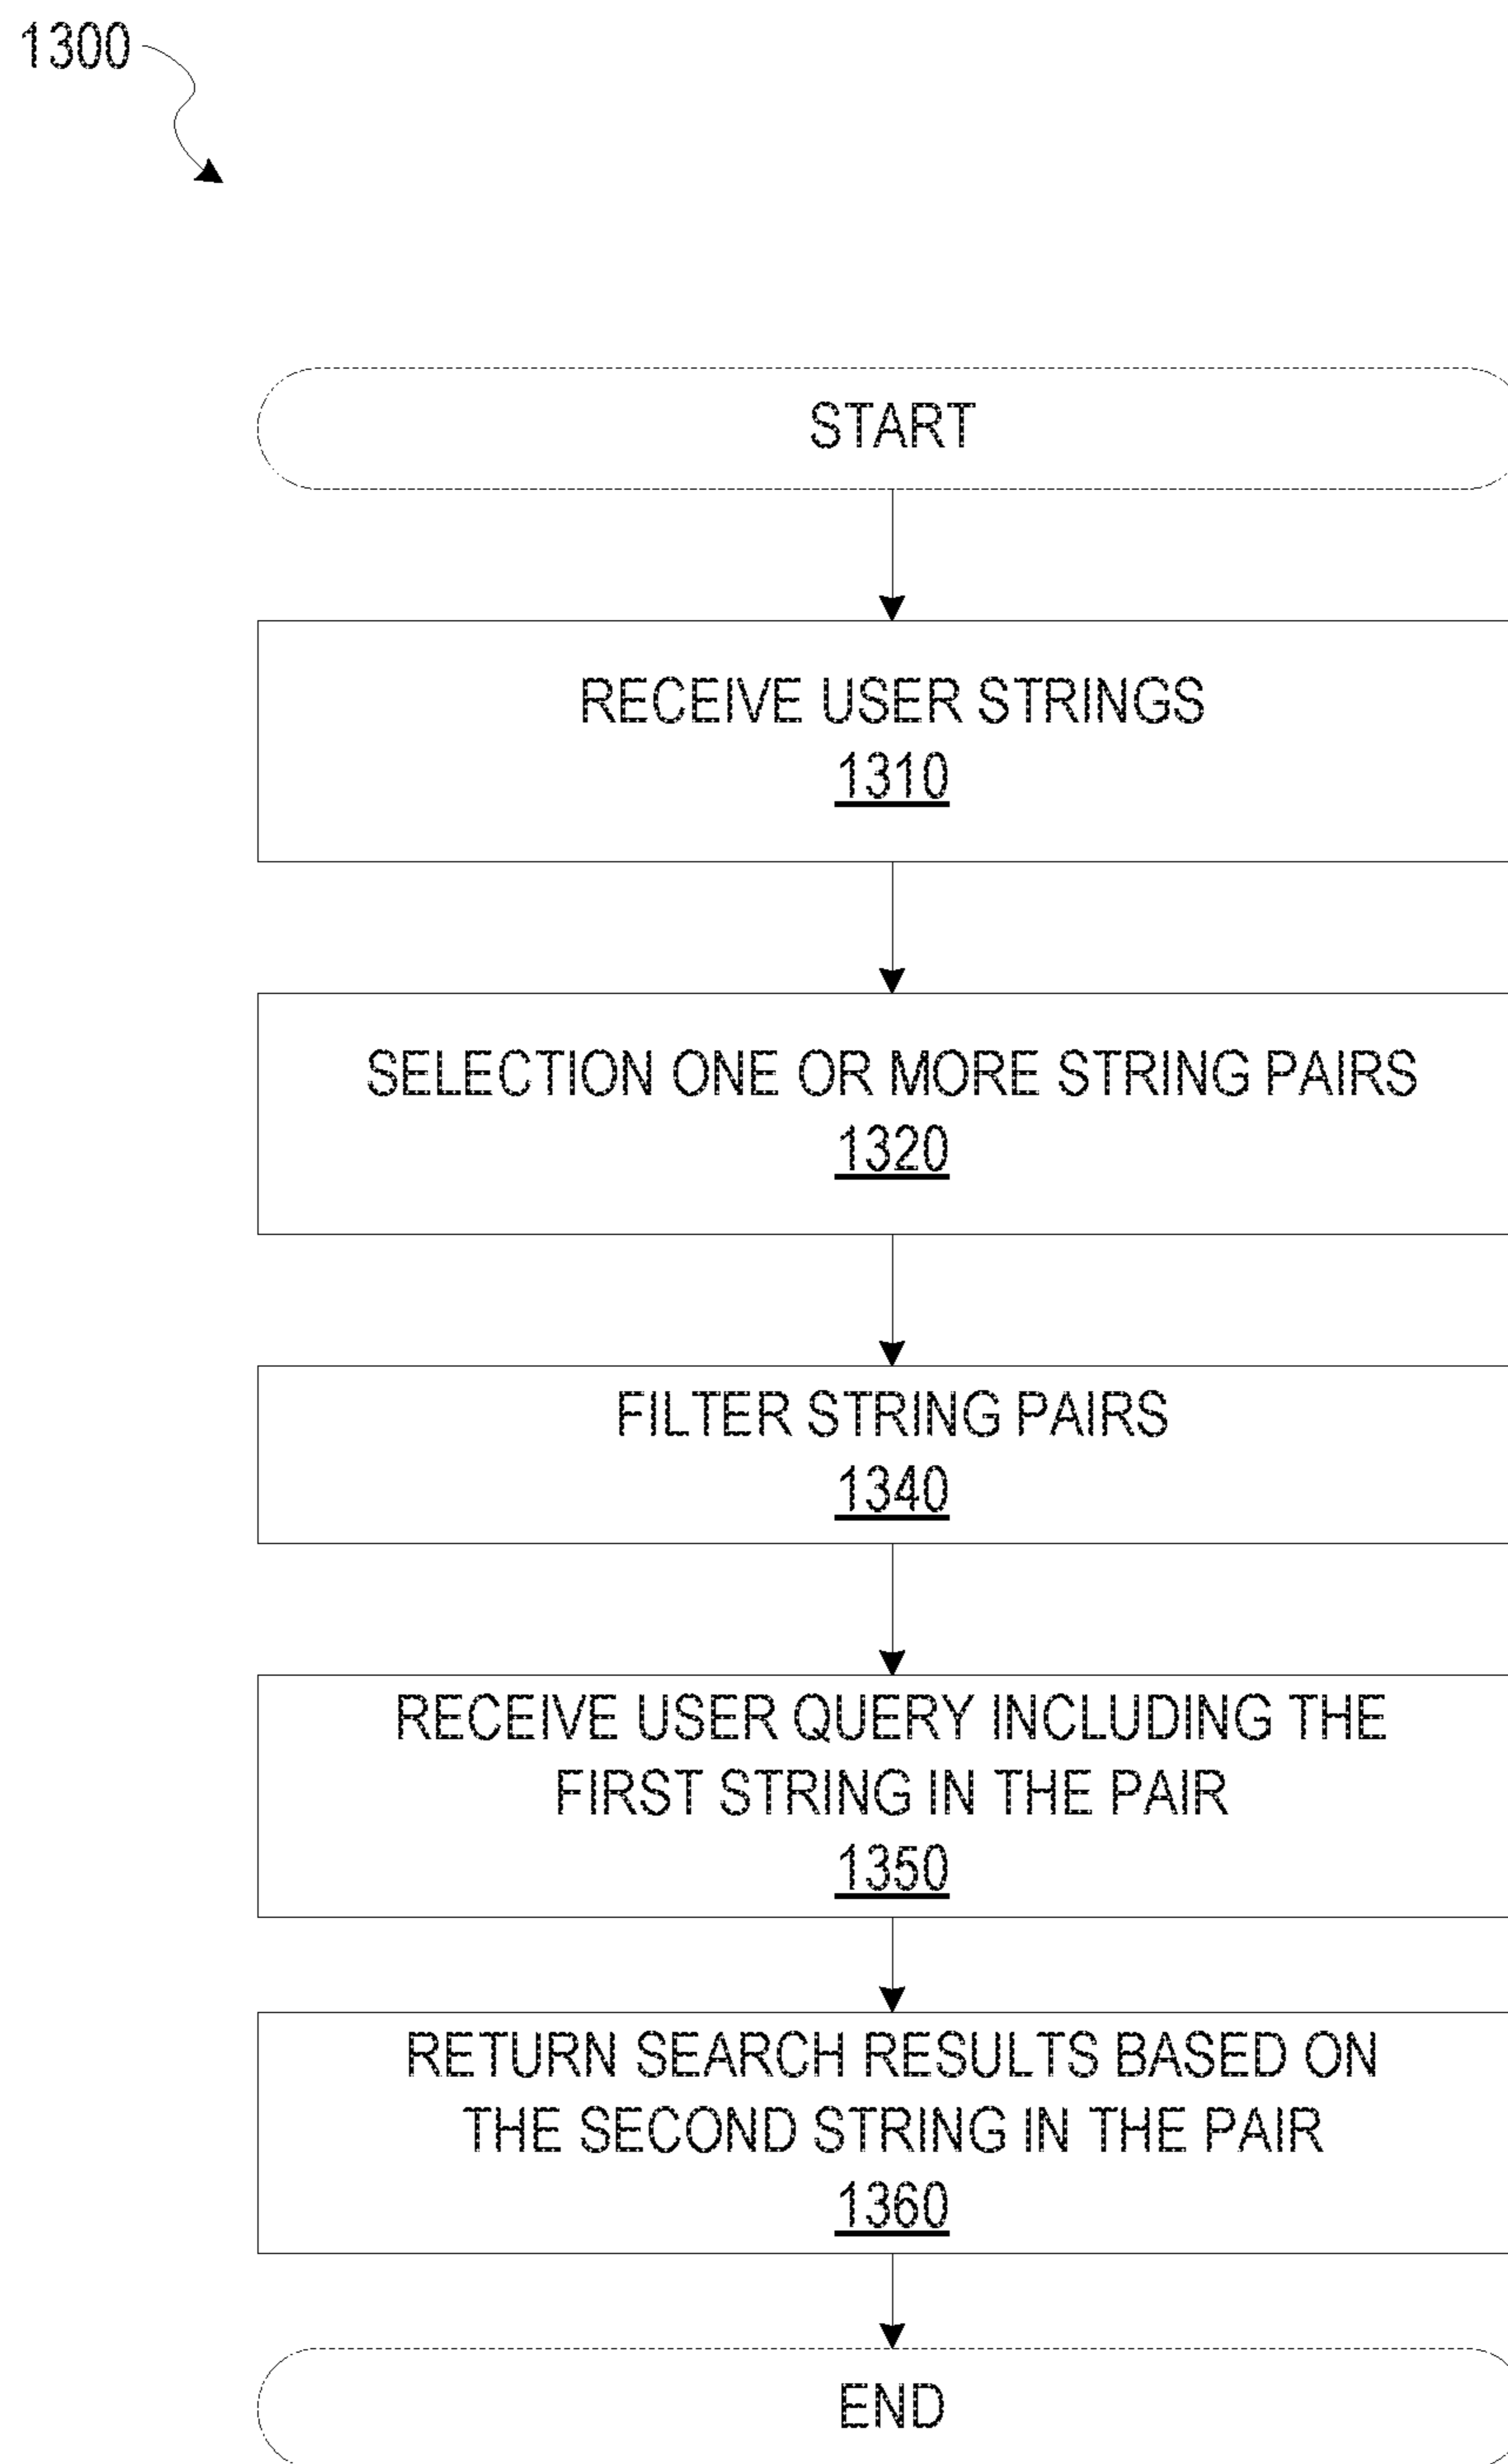 1300
START
RECEIVE USER STRINGS
1310
SELECTION ONE OR MORE STRING PAIRS
1320
FILTER STRING PAIRS
1340
RECEIVE USER QUERY INCLUDING THE
FIRST STRING IN THE PAIR
1350
RETURN SEARCH RESULTS BASED ON
THE SECOND STRING IN THE PAIR
1360
END